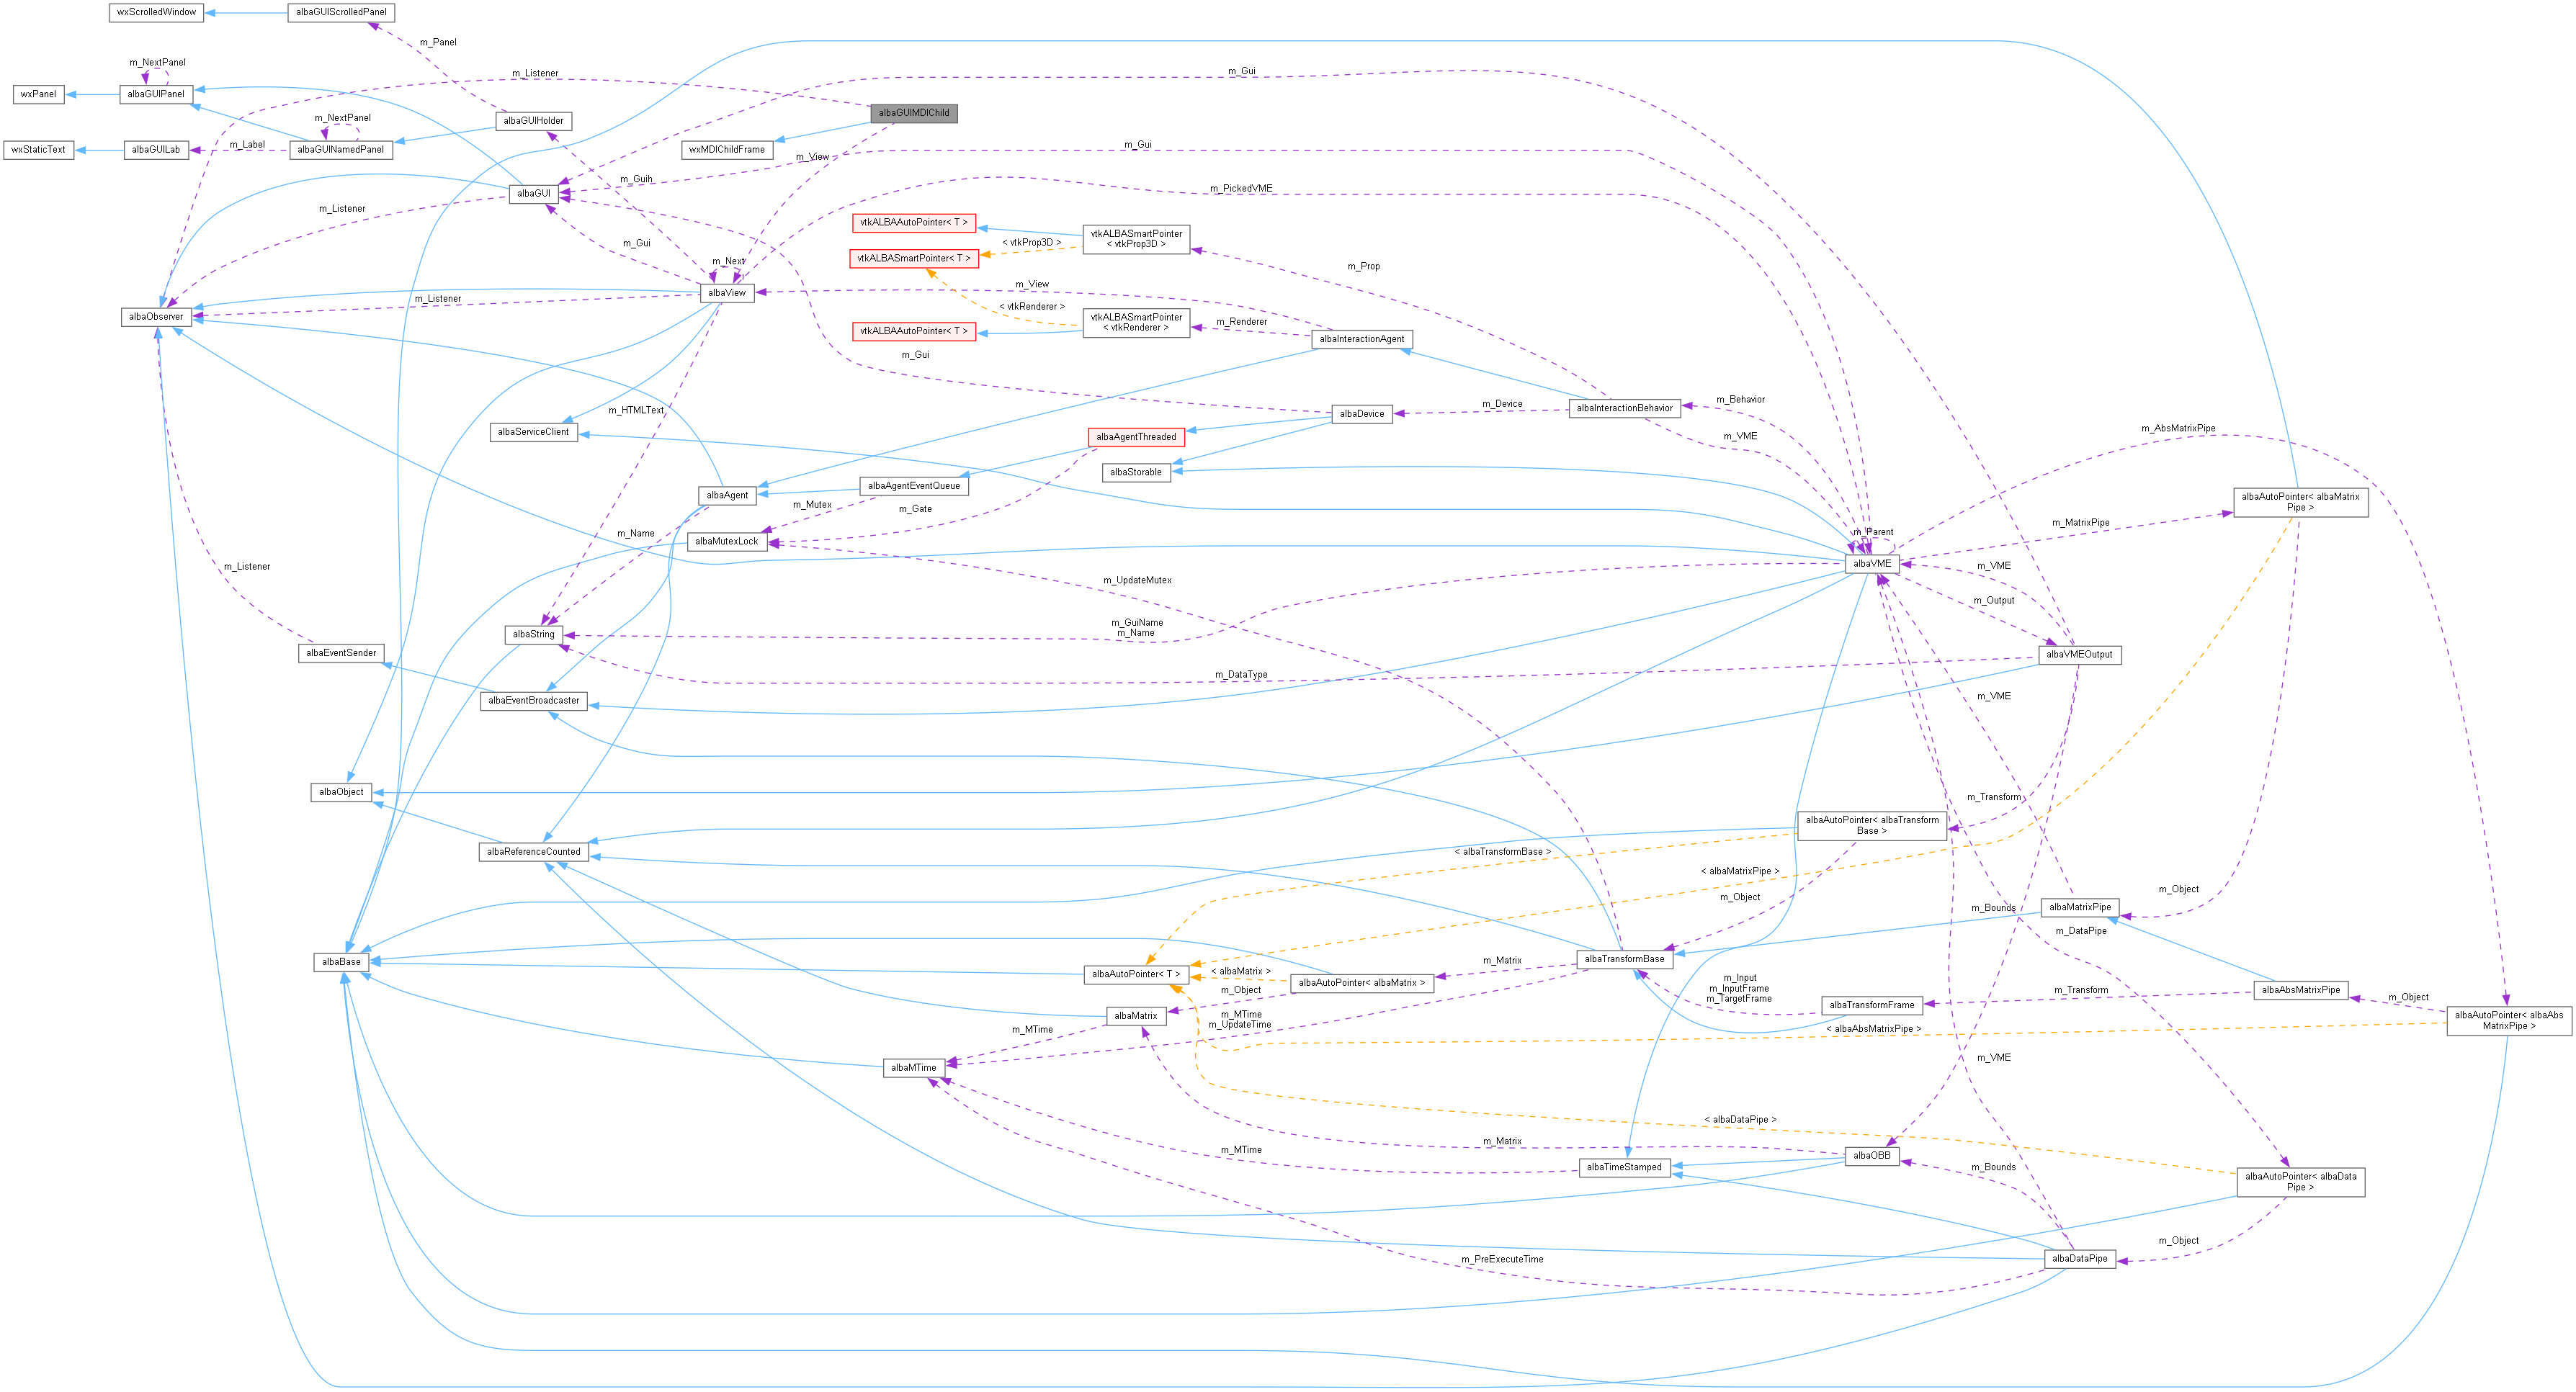 wxScrolledWindow
albaGUIScrolledPanel
m_Panel
m_NextPanel
m_Listener
m_Gui
wxPanel
albaGUIPanel
albaGUIMDIChild
m_NextPanel
albaGUIHolder
wxStaticText
albaGUILab
m_Label
albaGUINamedPanel
wxMDIChildFrame
m_View
m_Gui
m_Guih
m_PickedVME
albaGUI
m_Listener
m_Gui
vtkALBAAutoPointer< T >
vtkALBASmartPointer
< vtkProp3D >
< vtkProp3D >
vtkALBASmartPointer< T >
m_Next
m_Prop
albaView
m_View
m_Listener
< vtkRenderer >
albaObserver
vtkALBAAutoPointer< T >
vtkALBASmartPointer
< vtkRenderer >
m_Renderer
albaInteractionAgent
m_Gui
m_HTMLText
albaDevice
m_Device
albaInteractionBehavior
m_Behavior
albaServiceClient
albaAgentThreaded
m_VME
m_AbsMatrixPipe
albaStorable
albaAgent
albaAgentEventQueue
m_Mutex
m_Gate
albaAutoPointer< albaMatrix
Pipe >
m_MatrixPipe
m_Name
albaMutexLock
m_Parent
albaVME
m_Listener
m_UpdateMutex
m_VME
m_Output
m_GuiName
m_Name
albaString
albaEventSender
albaVMEOutput
m_DataType
m_VME
albaEventBroadcaster
albaObject
m_Transform
albaAutoPointer< albaTransform
Base >
albaReferenceCounted
< albaTransformBase >
< albaMatrixPipe >
m_Object
m_Object
m_Bounds
albaMatrixPipe
m_DataPipe
albaBase
albaAutoPointer< T >
< albaMatrix >
albaAutoPointer< albaMatrix >
m_Matrix
albaTransformBase
m_Input
m_InputFrame
m_TargetFrame
albaTransformFrame
m_Transform
albaAbsMatrixPipe
m_Object
m_Object
albaMatrix
m_MTime
m_UpdateTime
m_MTime
< albaAbsMatrixPipe >
albaAutoPointer< albaAbs
MatrixPipe >
albaMTime
m_VME
< albaDataPipe >
m_Matrix
m_MTime
albaTimeStamped
albaOBB
m_Bounds
albaAutoPointer< albaData
Pipe >
m_Object
m_PreExecuteTime
albaDataPipe